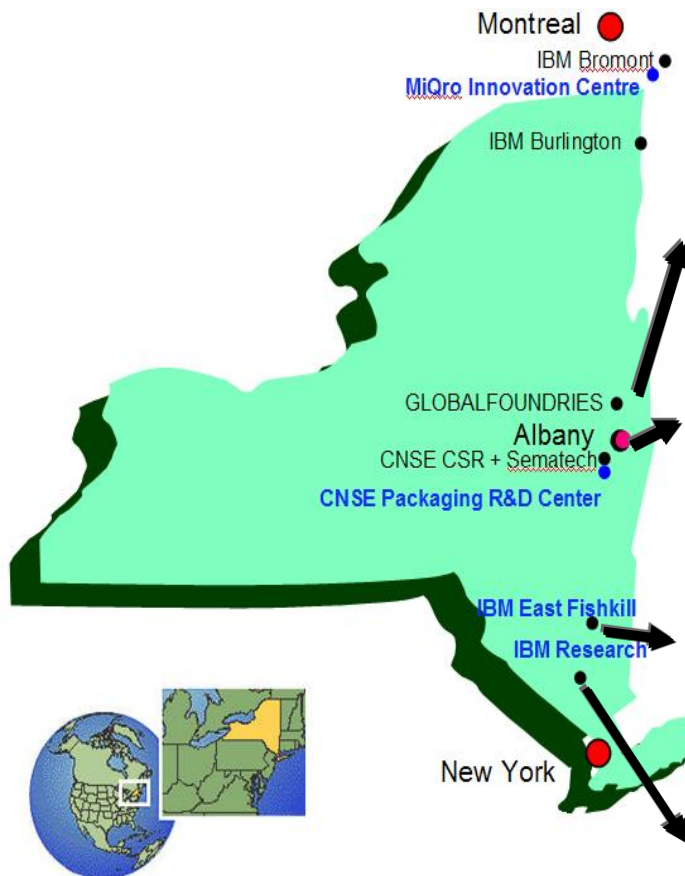 Montreal
IBM Bromont
MiQro Innovation Centre
IBM Burlington
GLOBALFOUNDRIES
Albany
CNSE CSR + Sematech
CNSE Packaging R&D Center
IBM East Fishkill
IBM Research
New York